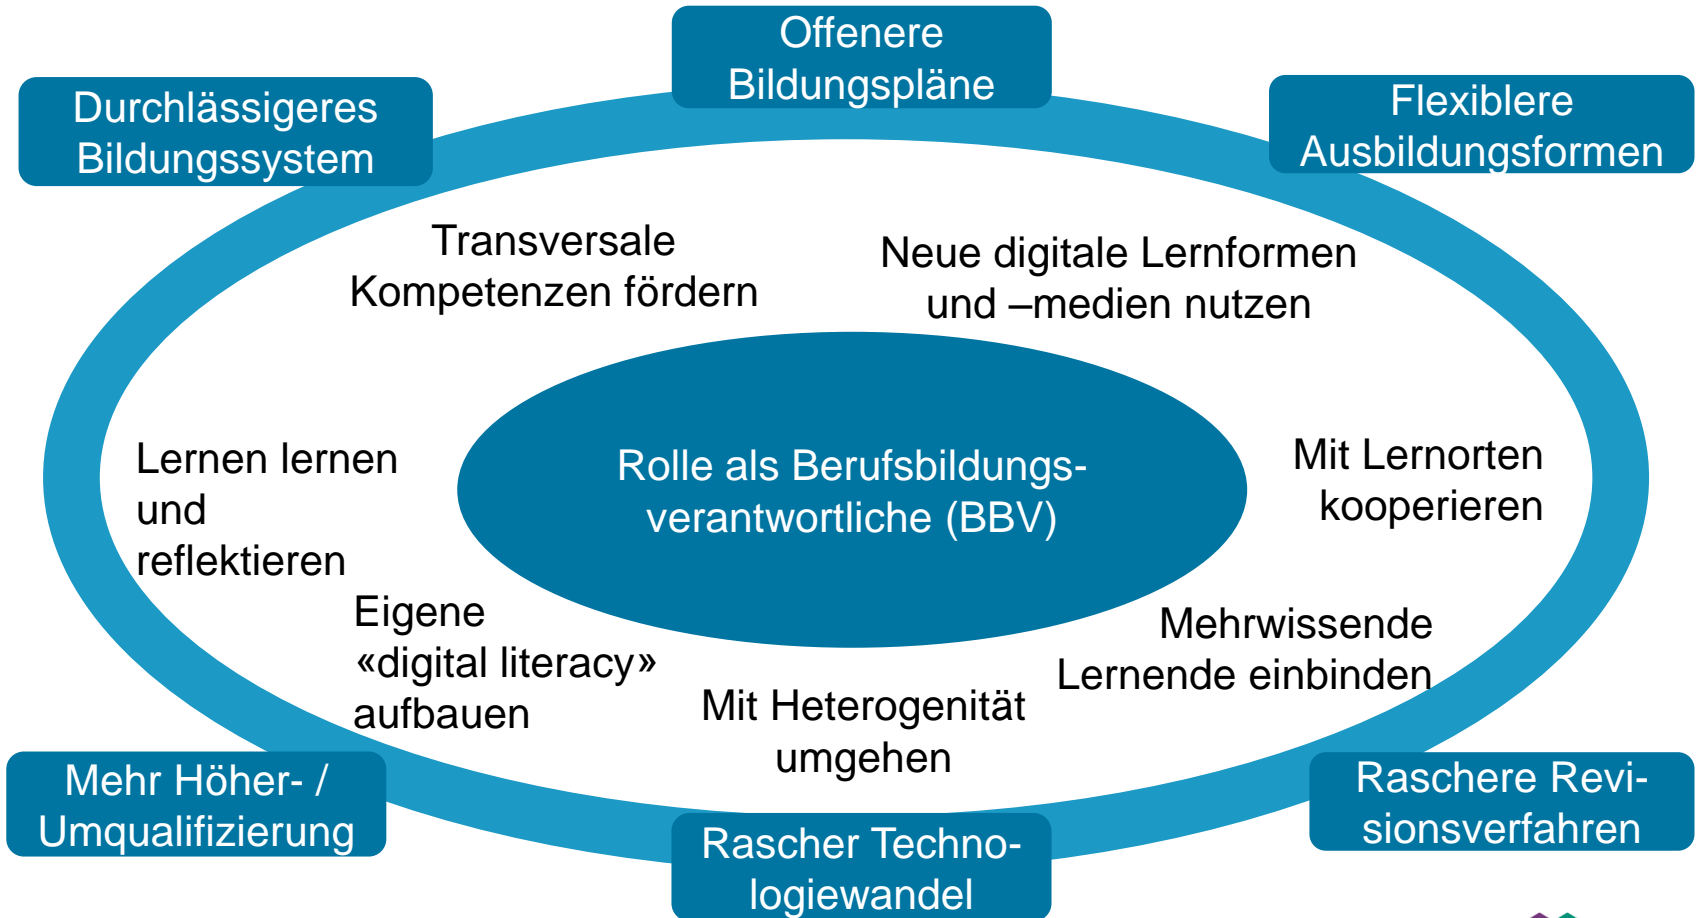 Offenere
Bildungspläne
Durchlässigeres
Bildungssystem
Flexiblere
Ausbildungsformen
Transversale
Kompetenzen fördern
Neue digitale Lernformen
und –medien nutzen
Lernen lernen
und
reflektieren
Rolle als Berufsbildungs-
verantwortliche (BBV)
Mit Lernorten
kooperieren
Eigene
«digital literacy»
aufbauen
Mit Heterogenität
umgehen
Mehrwissende
Lernende einbinden
Mehr Höher- /
Umqualifizierung
Rascher Techno-
logiewandel
Raschere Revi-
sionsverfahren